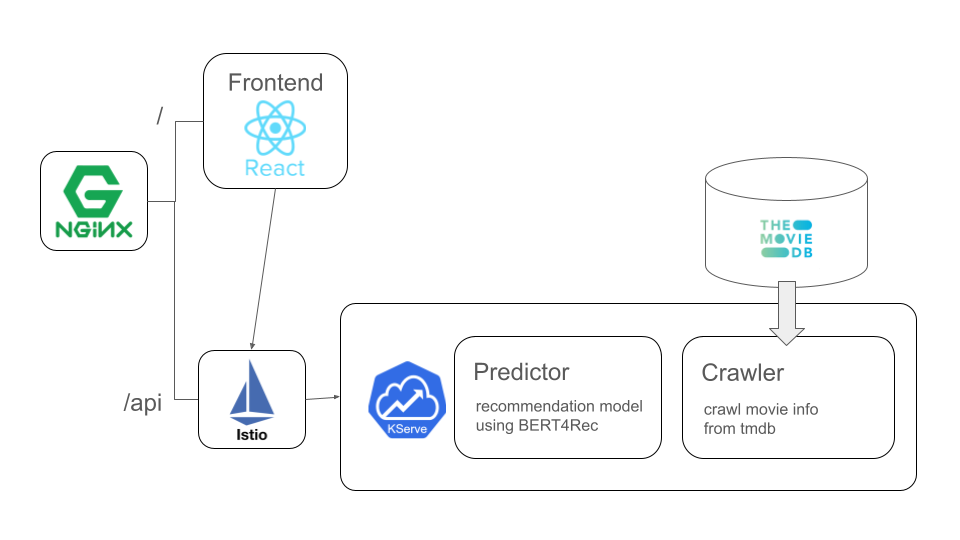 Frontend
React
/
NGINX
THE
MOVIE
DB
/api
Istio
KServe
Predictor
recommendation model
using BERT4Rec
Crawler
crawl movie info
from tmdb